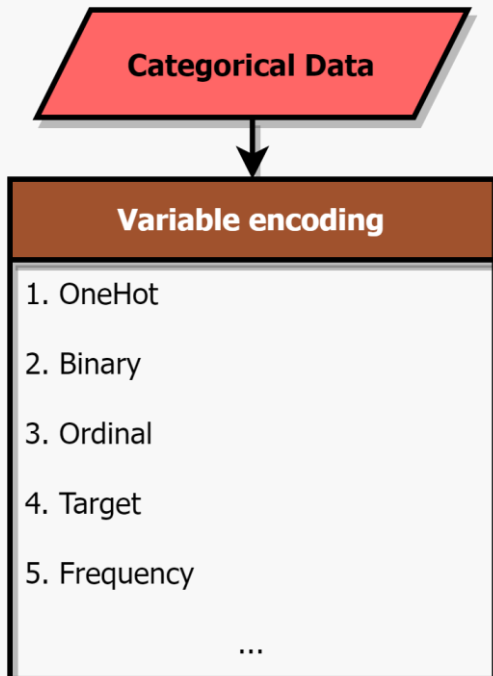 Categorical Data
Variable encoding
1. OneHot
2. Binary
3. Ordinal
4. Target
5. Frequency
...